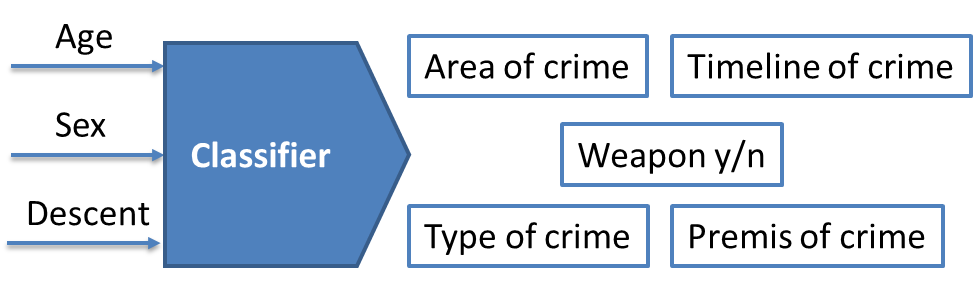 Age
Sex
Descent
Classifier
Area of crime
Timeline of crime
Weapon y/n
Type of crime
Premis of crime